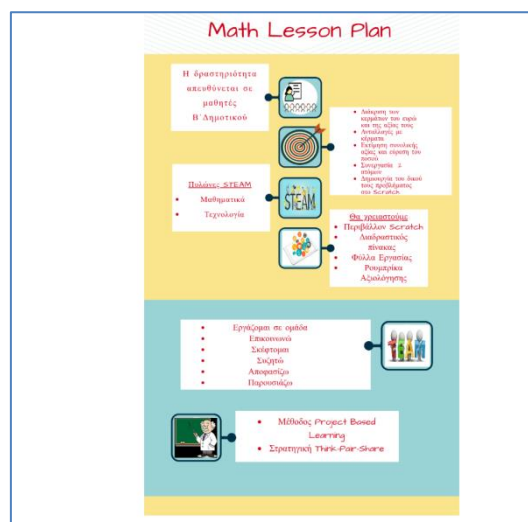 Math Lesson Plan
Η δραστηριότητα
απευθύνεται σε
μαθητές
Β΄Δημοτικού
Διάκριση των
κερμάτων του ευρώ
και της αξίας τους
Ανταλλαγές με
κέρματα
Εκτίμηση συνολικής
αξίας και εύρεση του
ποσού
Συνεργασία 2
ατόμων
Δημιουργία του δικού
τους προβλήματος
στο Scratch
Πυλώνες STEAM
Μαθηματικά
Τεχνολογία
STEAM
Θα χρειαστούμε
Περιβάλλον Scratch
Διαδραστικός
πίνακας
Φύλλα Εργασίας
Ρουμπρίκα
Αξιολόγησης
Εργάζομαι σε ομάδα
Επικοινωνώ
Σκέφτομαι
Συζητώ
Αποφασίζω
Παρουσιάζω
TEAM
Μέθοδος Project Based
Learning
Στρατηγική Think-Pair-Share